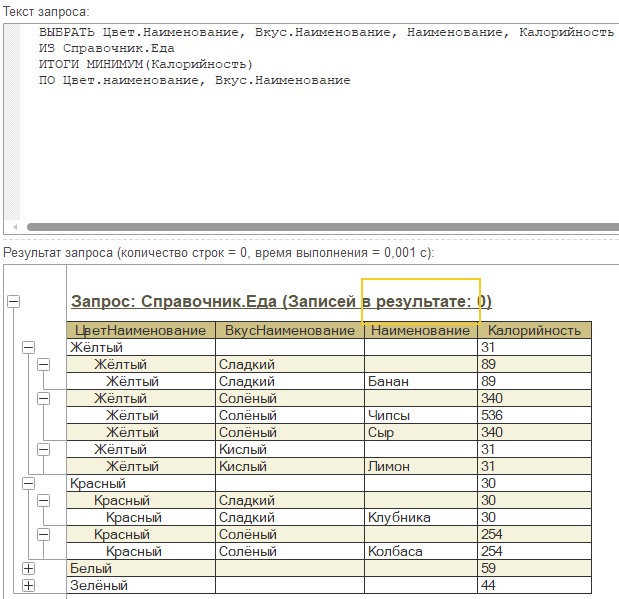 Текст запроса:
ВЫБРАТЬ Цвет.Наименование, Вкус.Наименование, Наименование, Калорийность
ИЗ Справочник.Еда
ИТОГИ МИНИМУМ(Калорийность)
ПО Цвет.наименование, Вкус.Наименование
Результат запроса (количество строк = 0, время выполнения = 0,001 с):
Запрос: Справочник.Еда (Записей в результате: 0)
ЦветНаименование ВкусНаименование Наименование Калорийность
Жёлтый 31
Жёлтый Сладкий 89
Жёлтый Сладкий Банан 89
Жёлтый Солёный 340
Жёлтый Солёный Чипсы 536
Жёлтый Солёный Сыр 340
Жёлтый Кислый 31
Жёлтый Кислый Лимон 31
Красный 30
Красный Сладкий 30
Красный Сладкий Клубника 30
Красный Солёный 254
Красный Солёный Колбаса 254
Белый 59
Зелёный 44